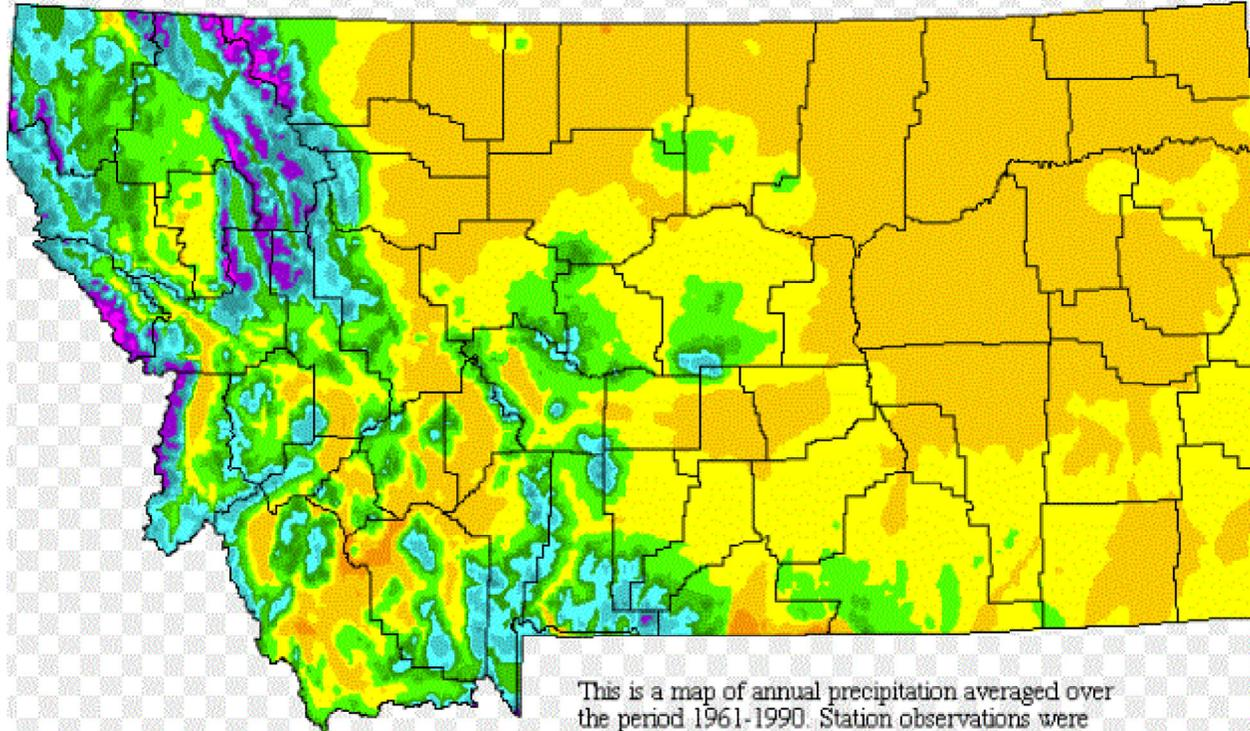 This is a map of annual precipitation averaged over
the period 1961-1990. Station observations were